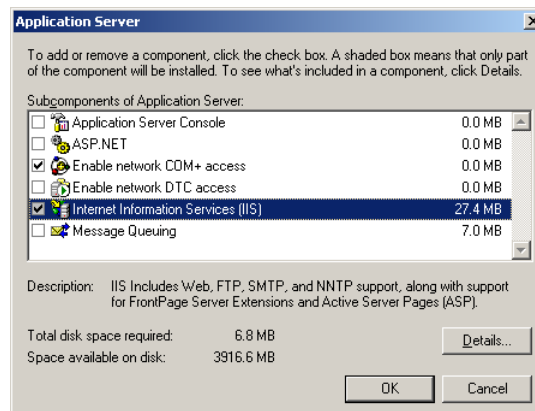 Application Server
To add or remove a component, click the check box. A shaded box means that only part
of the component will be installed. To see what's included in a component, click Details.
Subcomponents of Application Server:
Application Server Console 0.0 MB
ASP.NET 0.0 MB
Enable network COM+ access 0.0 MB
Enable network DTC access 0.0 MB
Internet Information Services (IIS) 27.4 MB
Message Queuing 7.0 MB
Description: IIS Includes Web, FTP, SMTP, and NNTP support, along with support
for FrontPage Server Extensions and Active Server Pages (ASP).
Total disk space required: 6.8 MB
Space available on disk: 3916.6 MB
Details...
OK Cancel